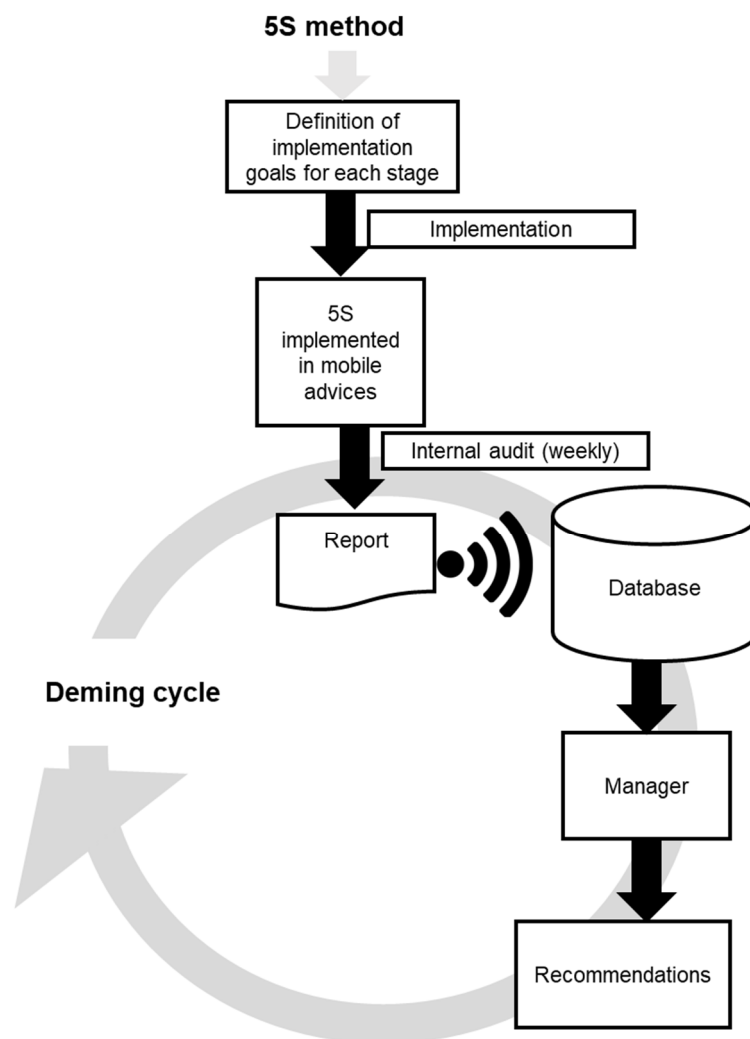 5S method
Definition of
implementation
goals for each stage
Implementation
5S
implemented
in mobile
advices
Internal audit (weekly)
Report
Database
Deming cycle
Manager
Recommendations